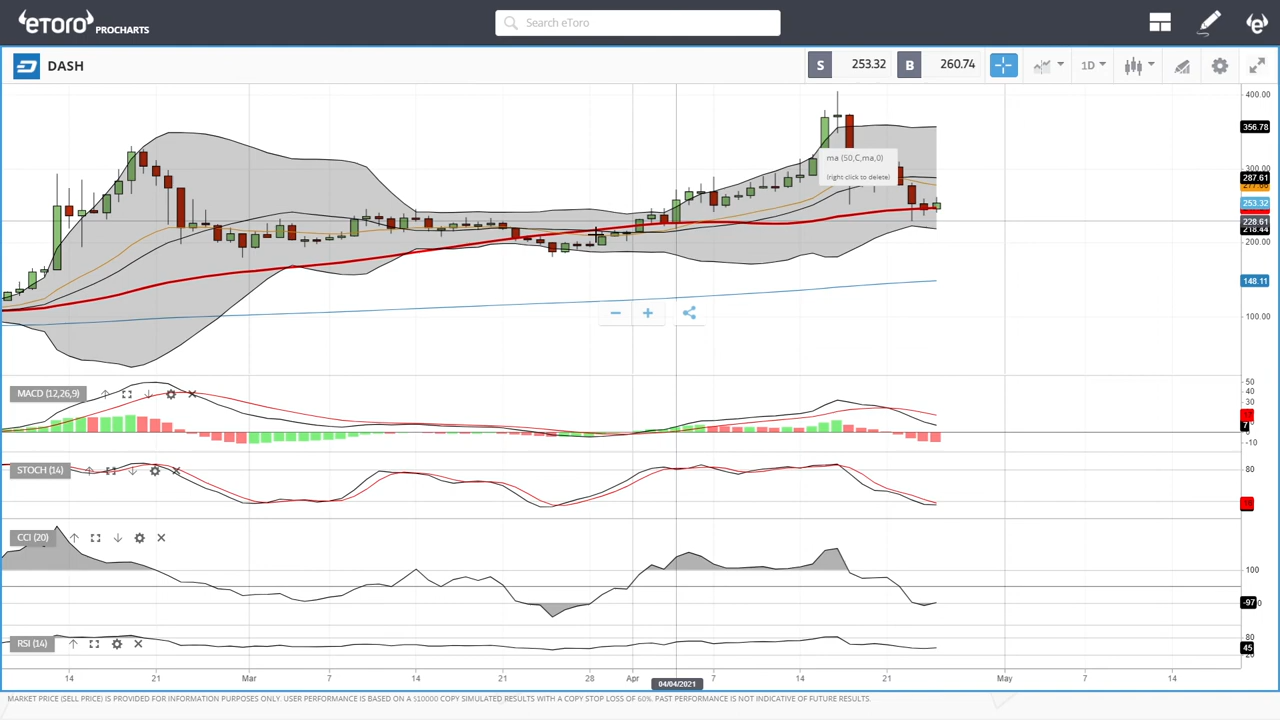 eToro PROCHARTS
Search eToro
DASH
S 253.32 B 260.74
1D
400.00
356.78
ma (50,C,ma,0)
(right click to delete)
287.61
253.32
228.61
200.00
148.11
100.00
MACD (12,26,9)
50
40
30
7
-10
STOCH (14)
80
CCI (20)
100
-97
RSI (14)
80
45
14 21 Mar 7 14 21 28 Apr 7 14 21 May 7 14
04/04/2021
MARKET PRICE (SELL PRICE) IS PROVIDED FOR INFORMATION PURPOSES ONLY. USER PERFORMANCE IS BASED ON A $10000 COPY SIMULATED RESULTS WITH A COPY STOP LOSS OF 60%. PAST PERFORMANCE IS NOT INDICATIVE OF FUTURE RESULTS.